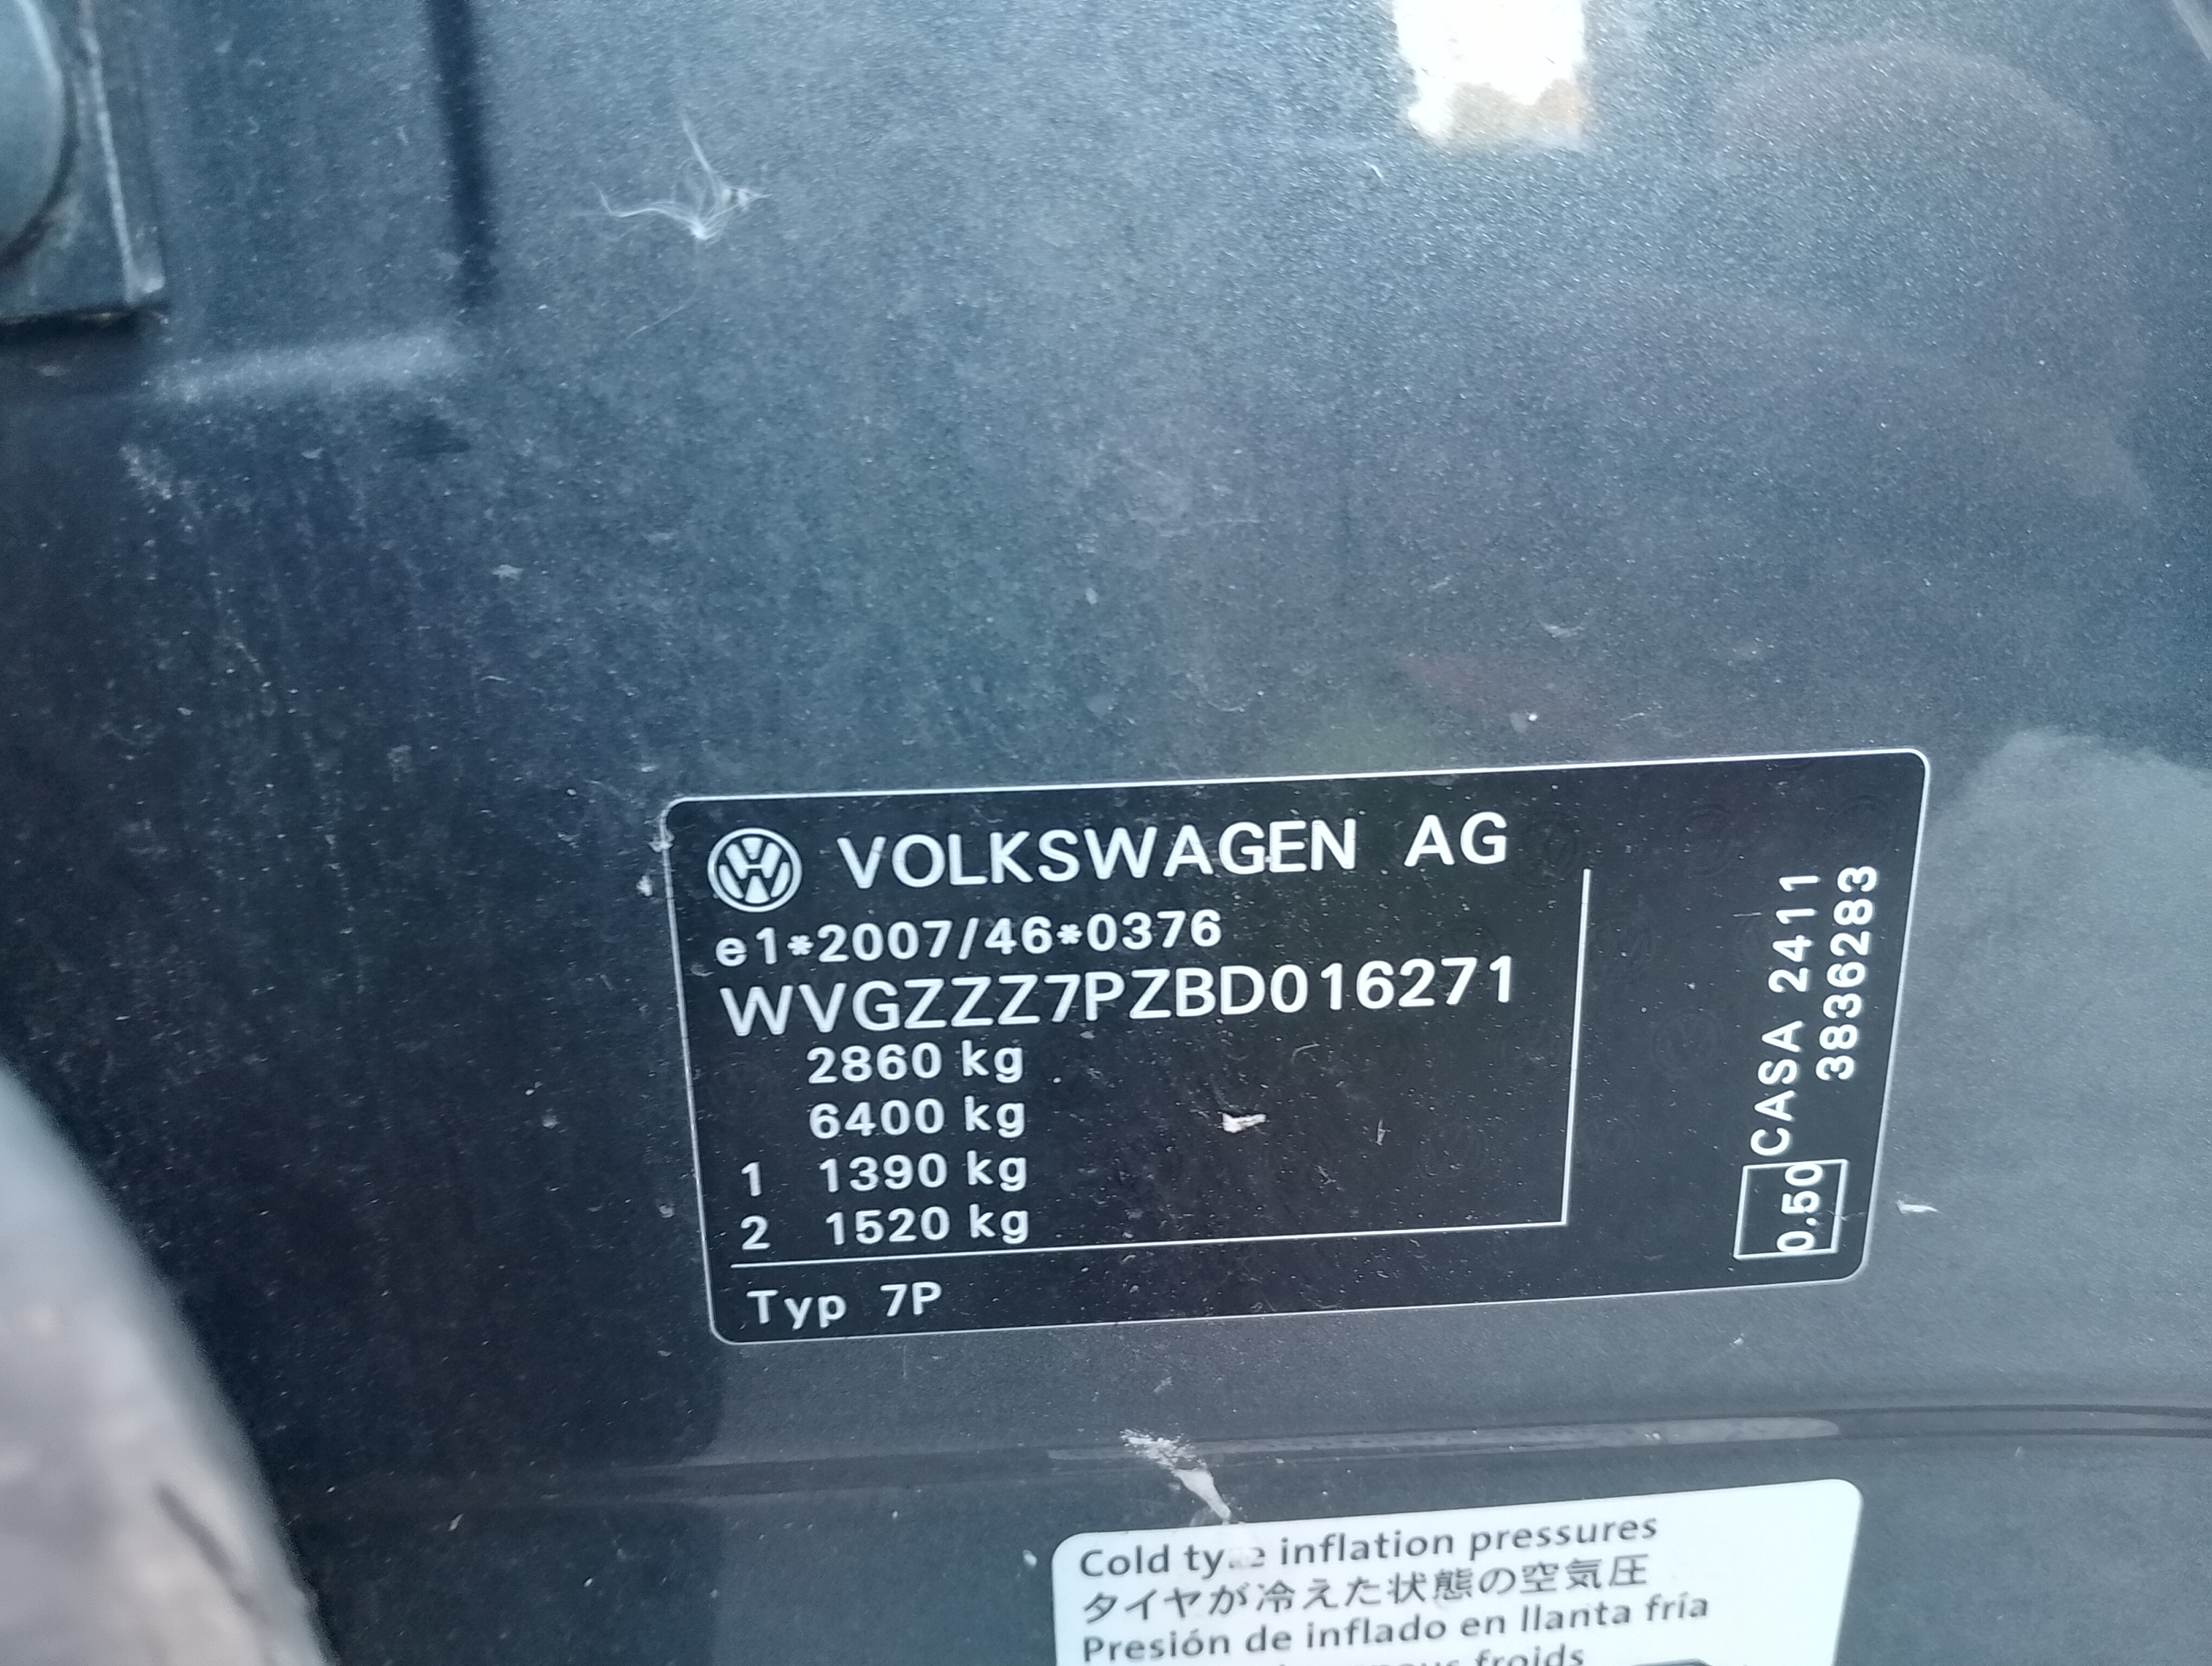 VOLKSWAGEN AG
e1*2007/46*0376
WVGZZZ7PZBD016271
2860 kg
6400 kg
1 1390 kg
2 1520 kg
Typ 7P
0.50 CASA 2411
3836283
Cold inflation pressures
タイヤが冷えた状態の空気圧
Presión de inflado en llanta fría
froids